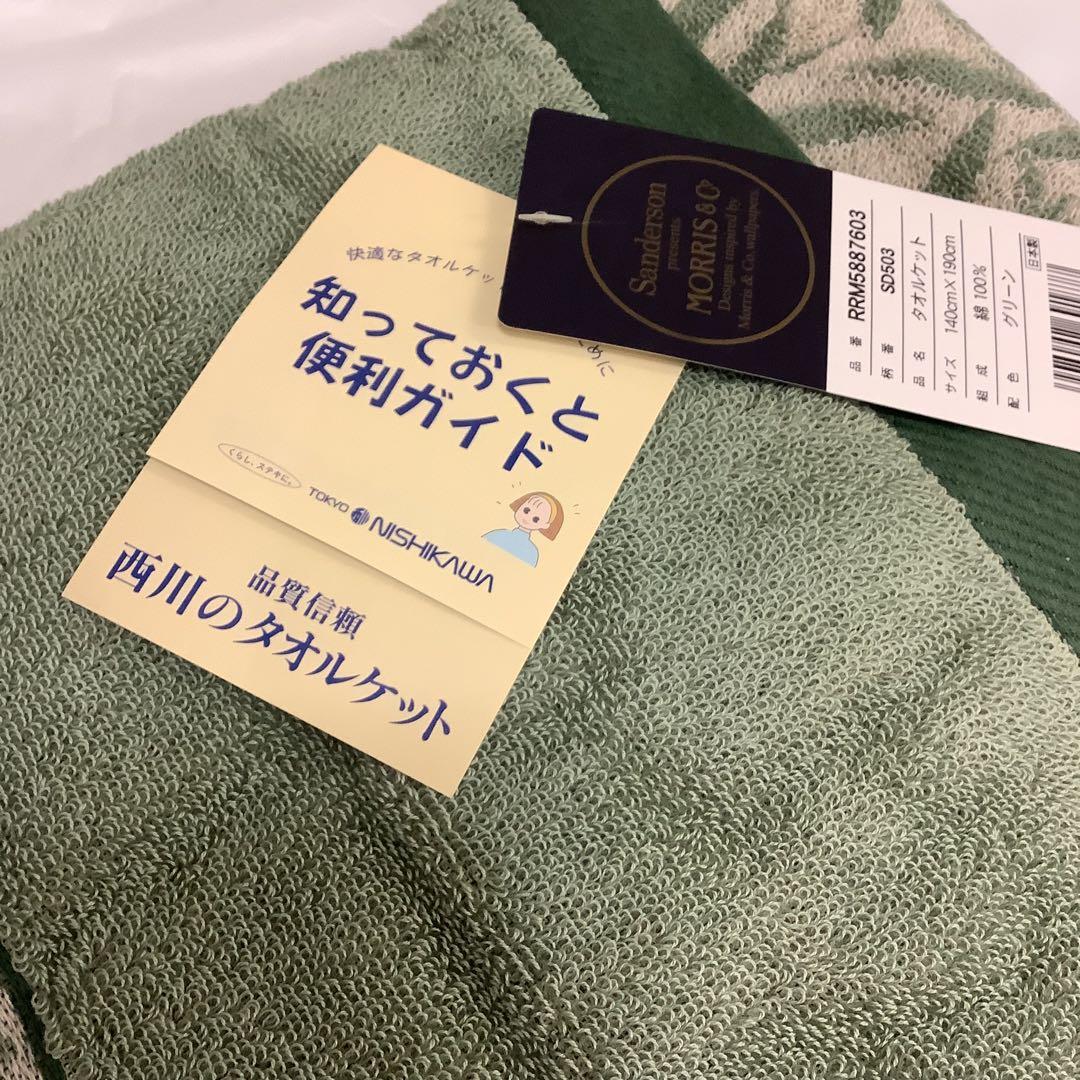 快適なタオルケッ
めに
知っておくと
便利ガイド
くらし、ステキに。
TOKYO NISHIKAWA
品質信頼
西川のタオルケット
Sanderson
presents
MORRIS & Co
Designs inspired by
Morris & Co. wallpapers.
品番 RRM5887603
柄番 SD503
品名 タオルケット
サイズ 140cm×190cm
組成 綿100%
配色 グリーン
日本製